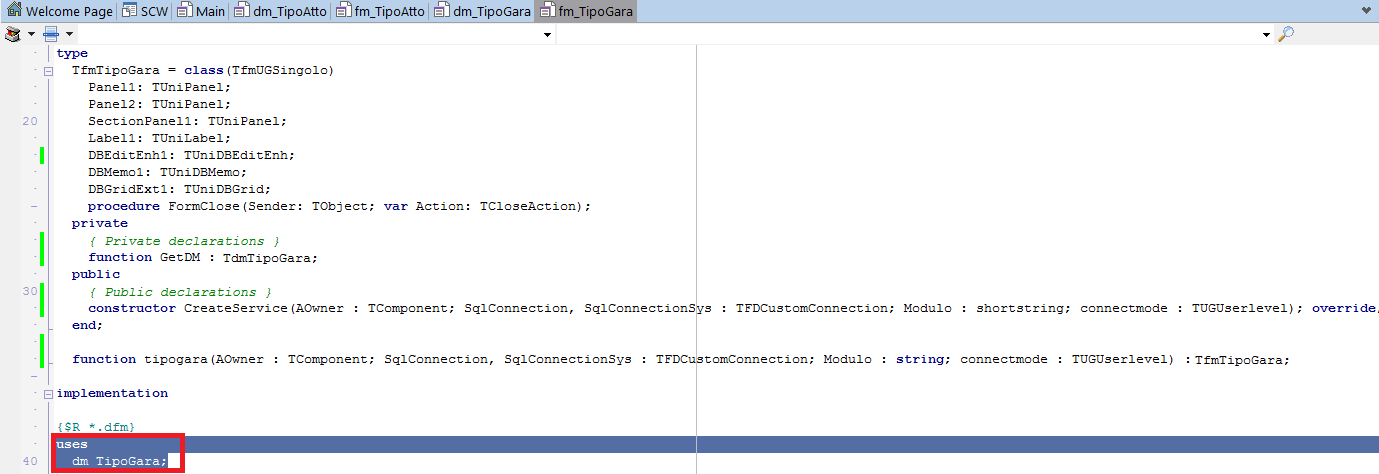 Welcome Page SCW Main dm_TipoAtto fm_TipoAtto dm_TipoGara fm_TipoGara
type
TfmTipoGara = class(TfmUGSingolo)
Panel1: TUniPanel;
Panel2: TUniPanel;
20 SectionPanel1: TUniPanel;
Label1: TUniLabel;
DBEditEnh1: TUniDBEditEnh;
DBMemo1: TUniDBMemo;
DBGridExt1: TUniDBGrid;
procedure FormClose(Sender: TObject; var Action: TCloseAction);
private
{ Private declarations }
function GetDM : TdmTipoGara;
public
30 { Public declarations }
constructor CreateService(AOwner : TComponent; SqlConnection, SqlConnectionSys : TFDCustomConnection; Modulo : shortstring; connectmode : TUGUserlevel); override;
end;
function tipogara(AOwner : TComponent; SqlConnection, SqlConnectionSys : TFDCustomConnection; Modulo : string; connectmode : TUGUserlevel) :TfmTipoGara;
implementation
{$R *.dfm}
uses
40 dm_TipoGara;